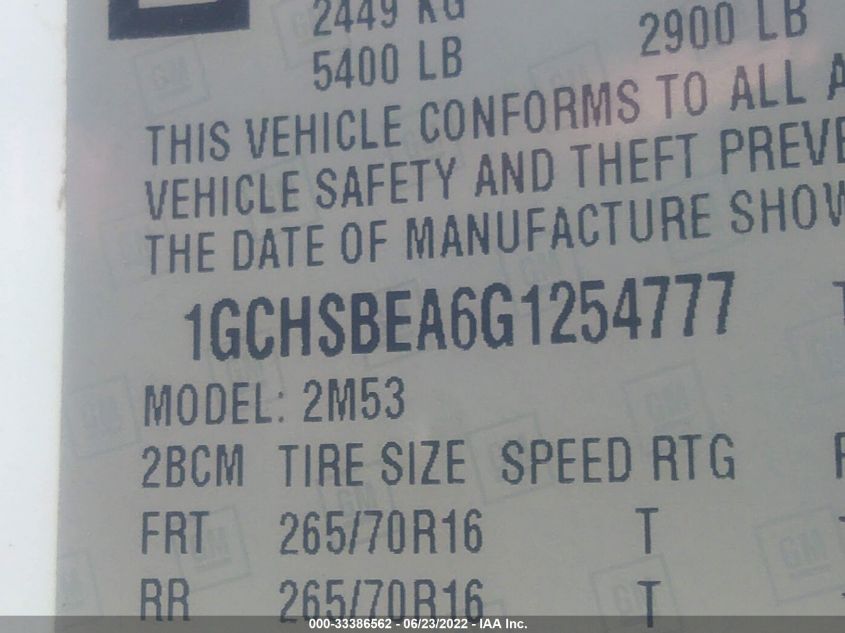 2449 KG
5400 LB 2900 LB
THIS VEHICLE CONFORMS TO ALL
VEHICLE SAFETY AND THEFT
THE DATE OF MANUFACTURE
1GCHSBEA6G1254777
MODEL: 2M53
2BCM TIRE SIZE SPEED RTG
FRT 265/70R16 T
RR 265/70R16 T
000-33386562 - 06/23/2022 - IAA Inc.